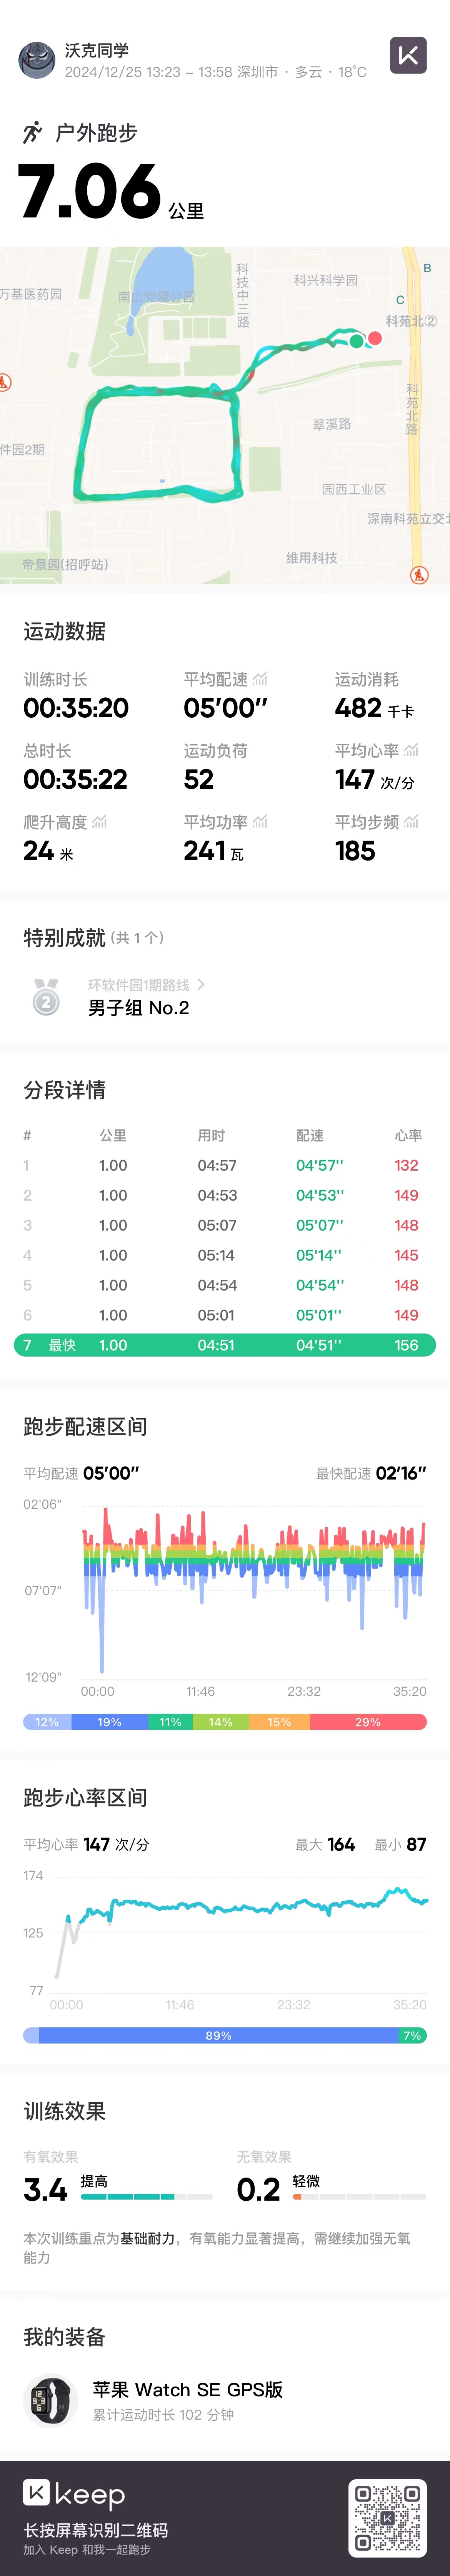 沃克同学
2024/12/25 13:23 - 13:58 深圳市 · 多云 · 18℃
户外跑步
7.06 公里
科技中三路
科兴科学园
B
万基医药园
南山党建公园
C
科苑北②
科苑北路
翠溪路
件园2期
园西工业区
深南科苑立交北
维用科技
帝景园(招呼站)
运动数据
训练时长 平均配速 运动消耗
00:35:20 05'00" 482 千卡
总时长 运动负荷 平均心率
00:35:22 52 147 次/分
爬升高度 平均功率 平均步频
24 米 241 瓦 185
特别成就 (共 1 个)
环软件园1期路线
2
男子组 No.2
分段详情
# 公里 用时 配速 心率
1 1.00 04:57 04'57'' 132
2 1.00 04:53 04'53'' 149
3 1.00 05:07 05'07'' 148
4 1.00 05:14 05'14'' 145
5 1.00 04:54 04'54'' 148
6 1.00 05:01 05'01'' 149
7 最快 1.00 04:51 04'51'' 156
跑步配速区间
平均配速 05'00" 最快配速 02'16"
02'06"
07'07"
12'09"
00:00 11:46 23:32 35:20
12% 19% 11% 14% 15% 29%
跑步心率区间
平均心率 147 次/分 最大 164 最小 87
174
125
77
00:00 11:46 23:32 35:20
89% 7%
训练效果
有氧效果 无氧效果
3.4 提高 0.2 轻微
本次训练重点为基础耐力，有氧能力显著提高，需继续加强无氧
能力
我的装备
苹果 Watch SE GPS版
累计运动时长 102 分钟
keep
长按屏幕识别二维码
加入 Keep 和我一起跑步